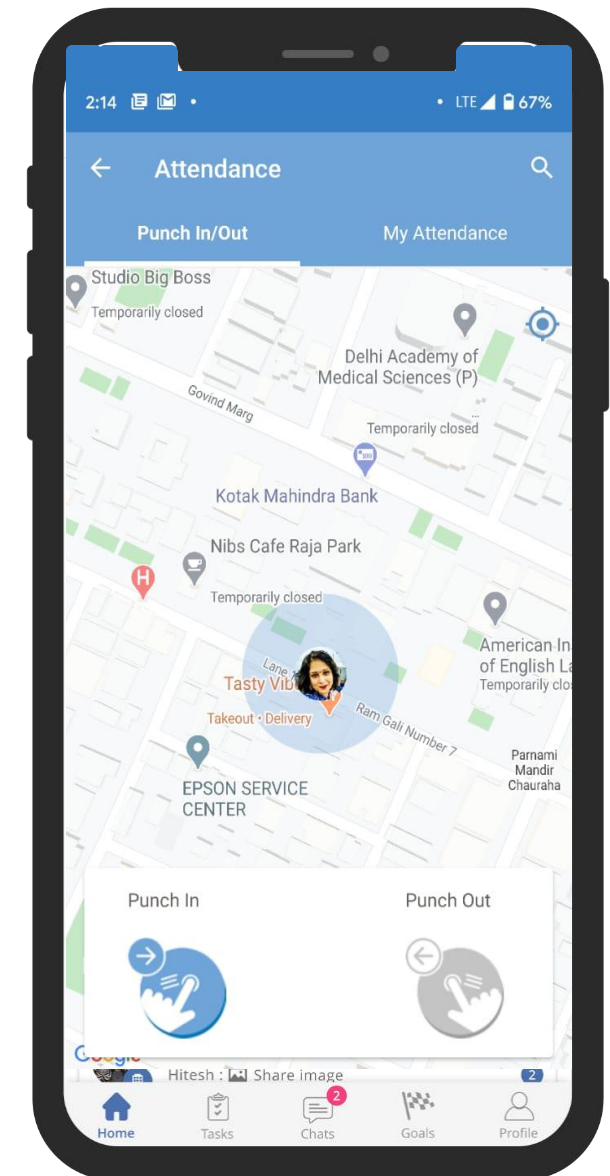 2:14
LTE 67%
Attendance
Punch In/Out
My Attendance
Studio Big Boss
Temporarily closed
Delhi Academy of
Medical Sciences (P)
...
Temporarily closed
Govind Marg
Kotak Mahindra Bank
Nibs Cafe Raja Park
Temporarily closed
H
American In
of English La
Temporarily clo
Lane
Tasty Vib
Takeout • Delivery
Ram Gali Number 7
Parnami
Mandir
Chauraha
EPSON SERVICE
CENTER
Punch In
Punch Out
Google
Hitesh : Share image
2
2
Home
Tasks
Chats
Goals
Profile